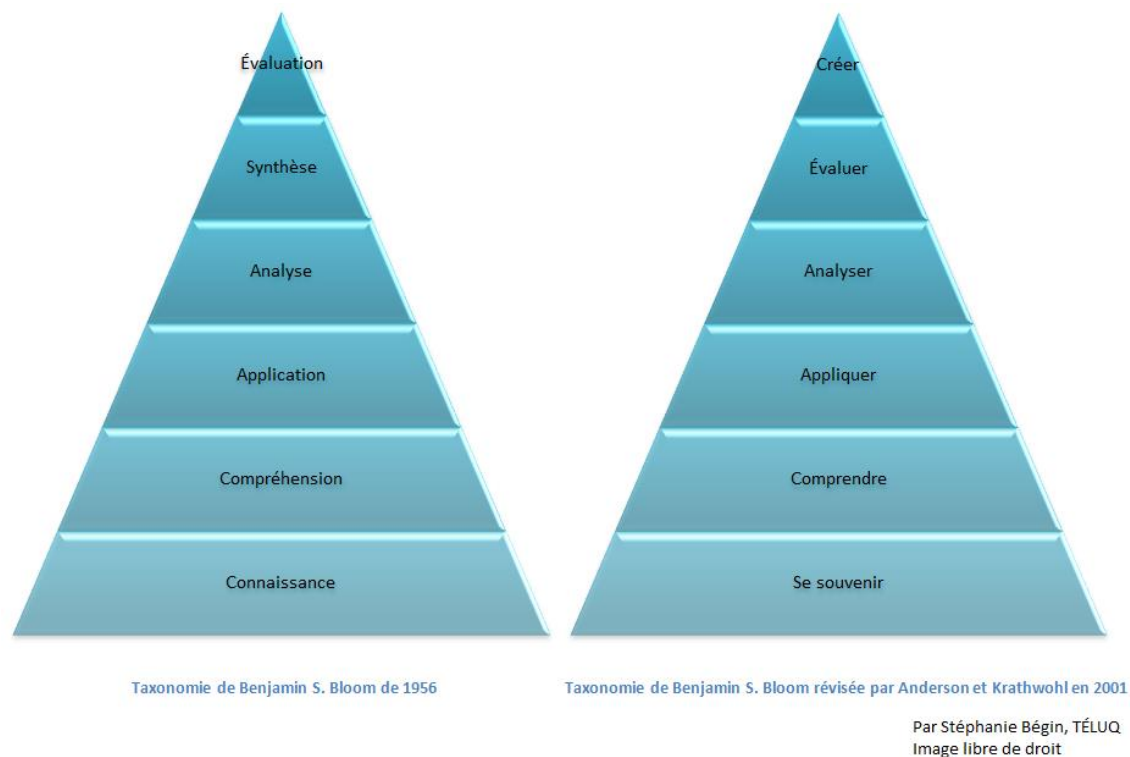 Évaluation
Synthèse
Analyse
Application
Compréhension
Connaissance
Taxonomie de Benjamin S. Bloom de 1956
Créer
Évaluer
Analyser
Appliquer
Comprendre
Se souvenir
Taxonomie de Benjamin S. Bloom révisée par Anderson et Krathwohl en 2001
Par Stéphanie Bégin, TÉLUQ
Image libre de droit